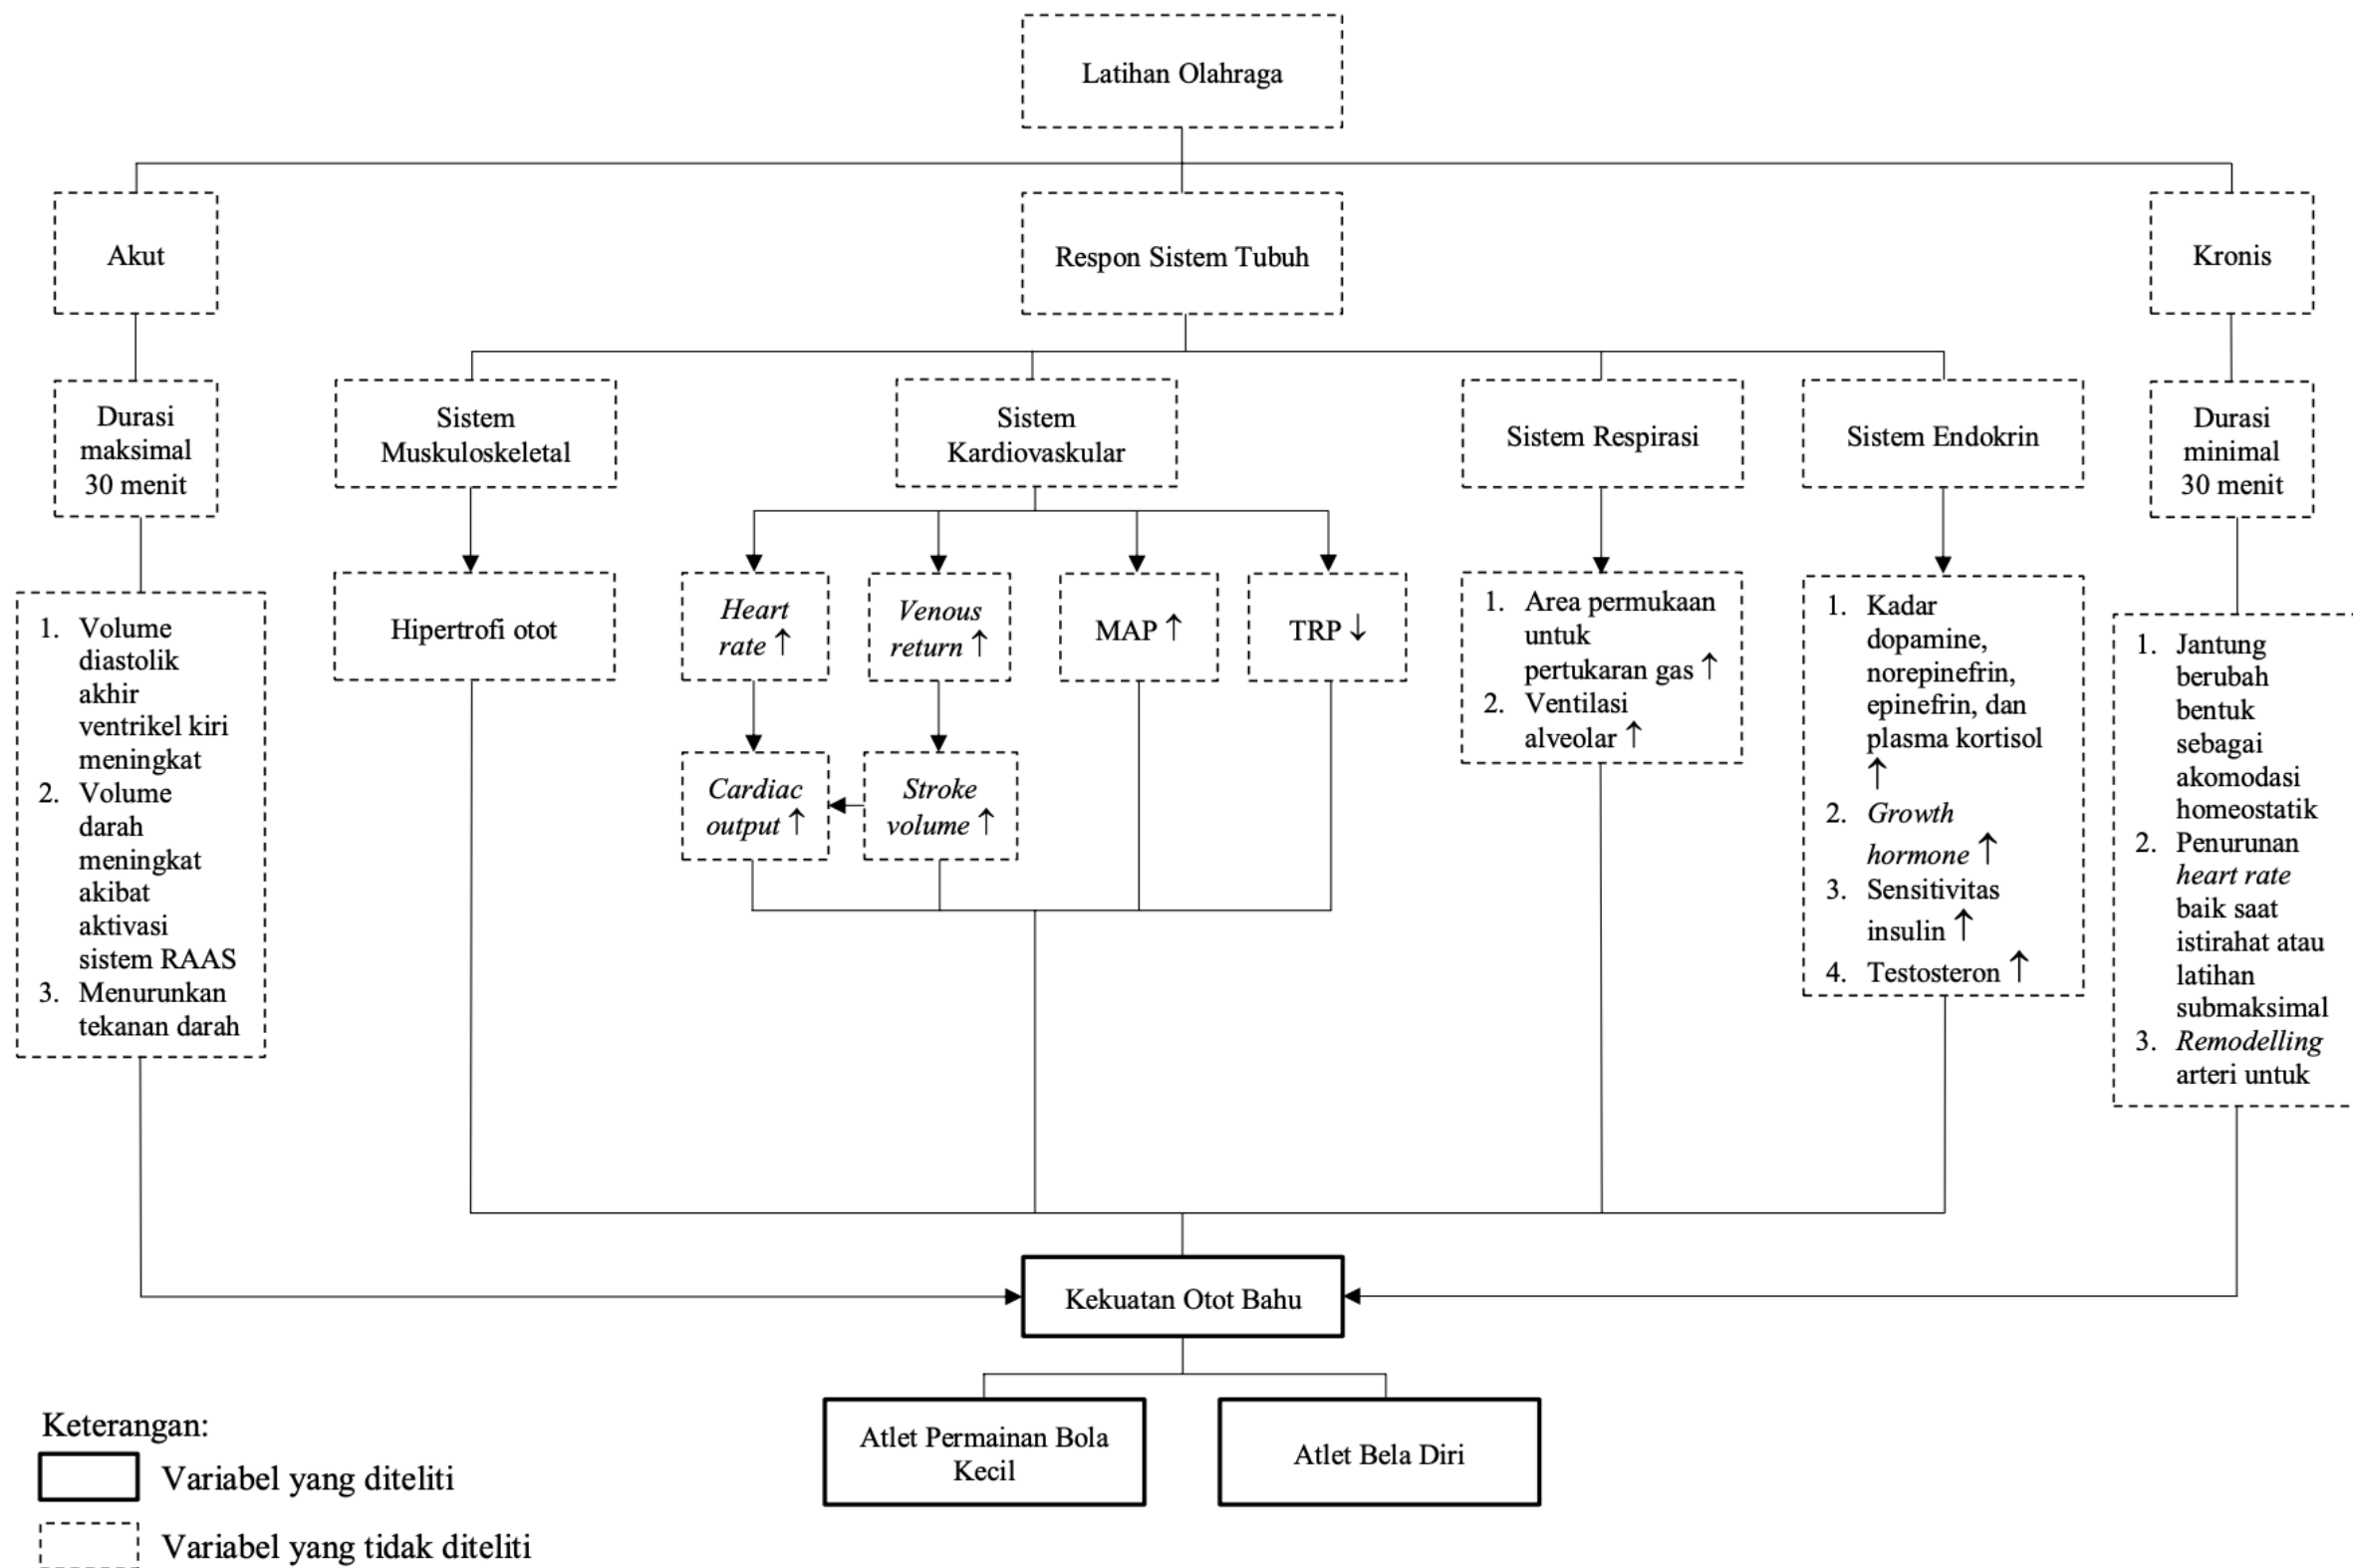 Latihan Olahraga
Akut
Respon Sistem Tubuh
Kronis
Durasi
maksimal
30 menit
Sistem
Muskuloskeletal
Sistem
Kardiovaskular
Sistem Respirasi
Sistem Endokrin
Durasi
minimal
30 menit
1. Volume
diastolik
akhir
ventrikel kiri
meningkat
2. Volume
darah
meningkat
akibat
aktivasi
sistem RAAS
3. Menurunkan
tekanan darah
Hipertrofi otot
Heart
rate ↑
Venous
return ↑
MAP ↑
TRP ↓
Cardiac
output ↑
Stroke
volume ↑
1. Area permukaan
untuk
pertukaran gas ↑
2. Ventilasi
alveolar ↑
1. Kadar
dopamine,
norepinefrin,
epinefrin, dan
plasma kortisol
↑
2. Growth
hormone ↑
3. Sensitivitas
insulin ↑
4. Testosteron ↑
1. Jantung
berubah
bentuk
sebagai
akomodasi
homeostatik
2. Penurunan
heart rate
baik saat
istirahat atau
latihan
submaksimal
3. Remodelling
arteri untuk
Kekuatan Otot Bahu
Atlet Permainan Bola
Kecil
Atlet Bela Diri
Keterangan:
Variabel yang diteliti
Variabel yang tidak diteliti